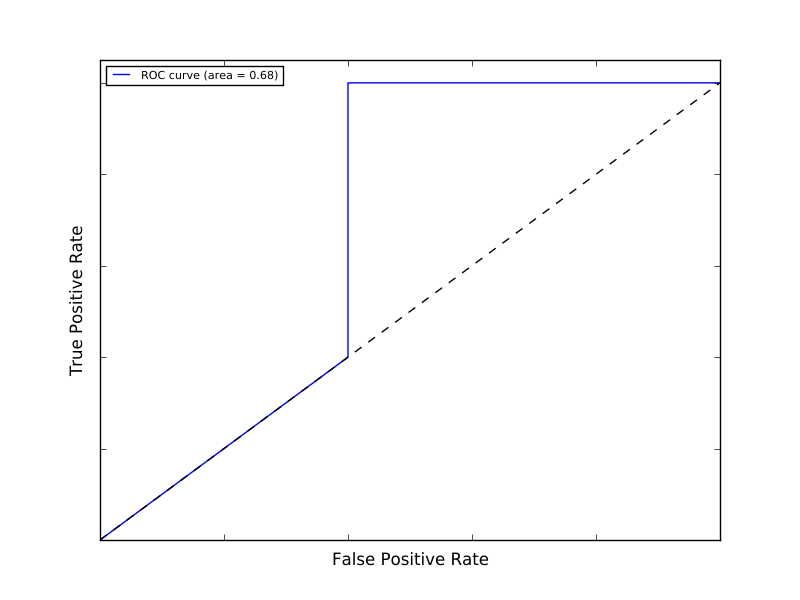 ROC curve (area = 0.68)
True Positive Rate
False Positive Rate